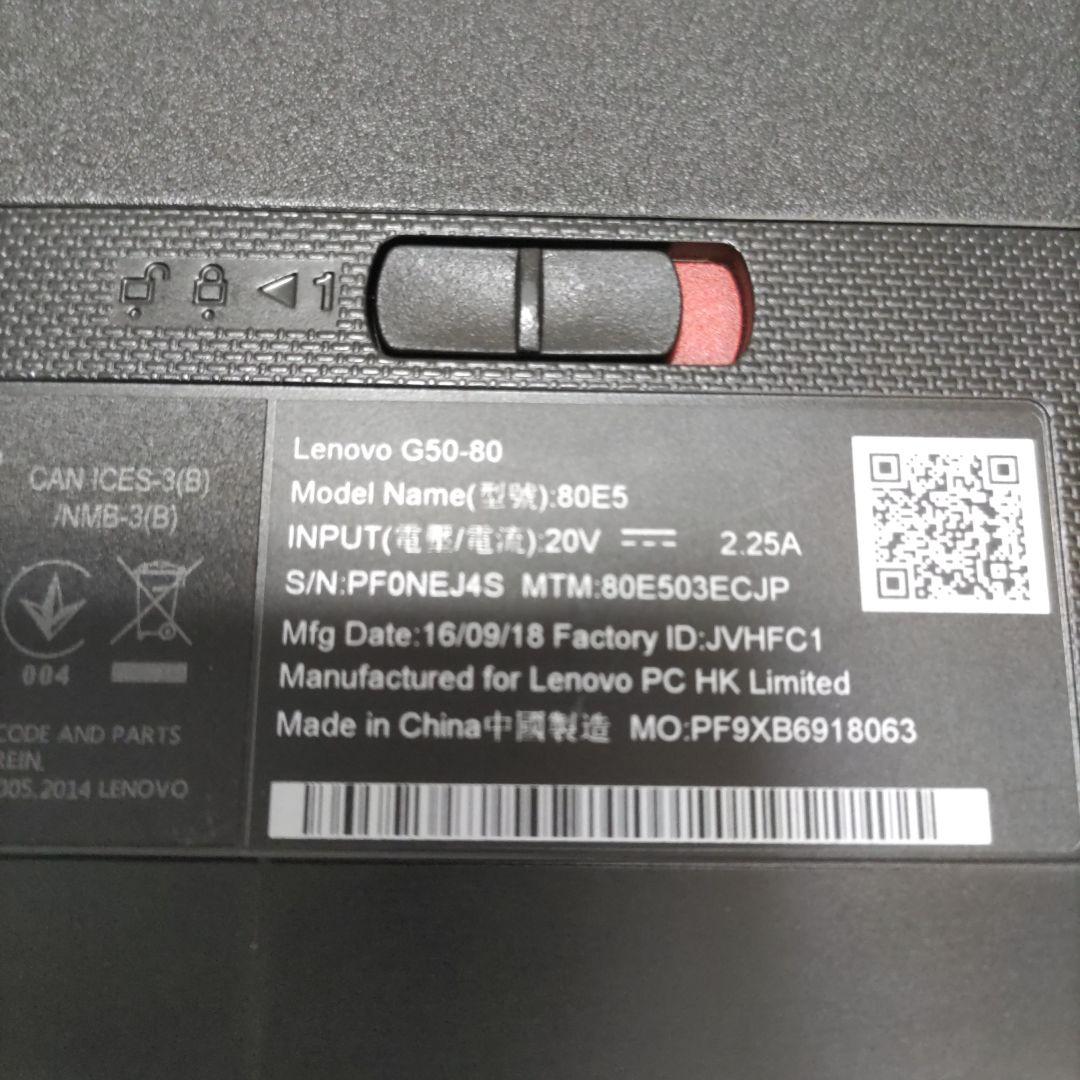 1
CAN ICES-3(B)
/NMB-3(B)
004
CODE AND PARTS
REIN.
005.2014 LENOVO
Lenovo G50-80
Model Name(型號):80E5
INPUT(電壓/電流):20V 2.25A
S/N:PF0NEJ4S MTM:80E503ECJP
Mfg Date:16/09/18 Factory ID:JVHFC1
Manufactured for Lenovo PC HK Limited
Made in China中國製造 MO:PF9XB6918063